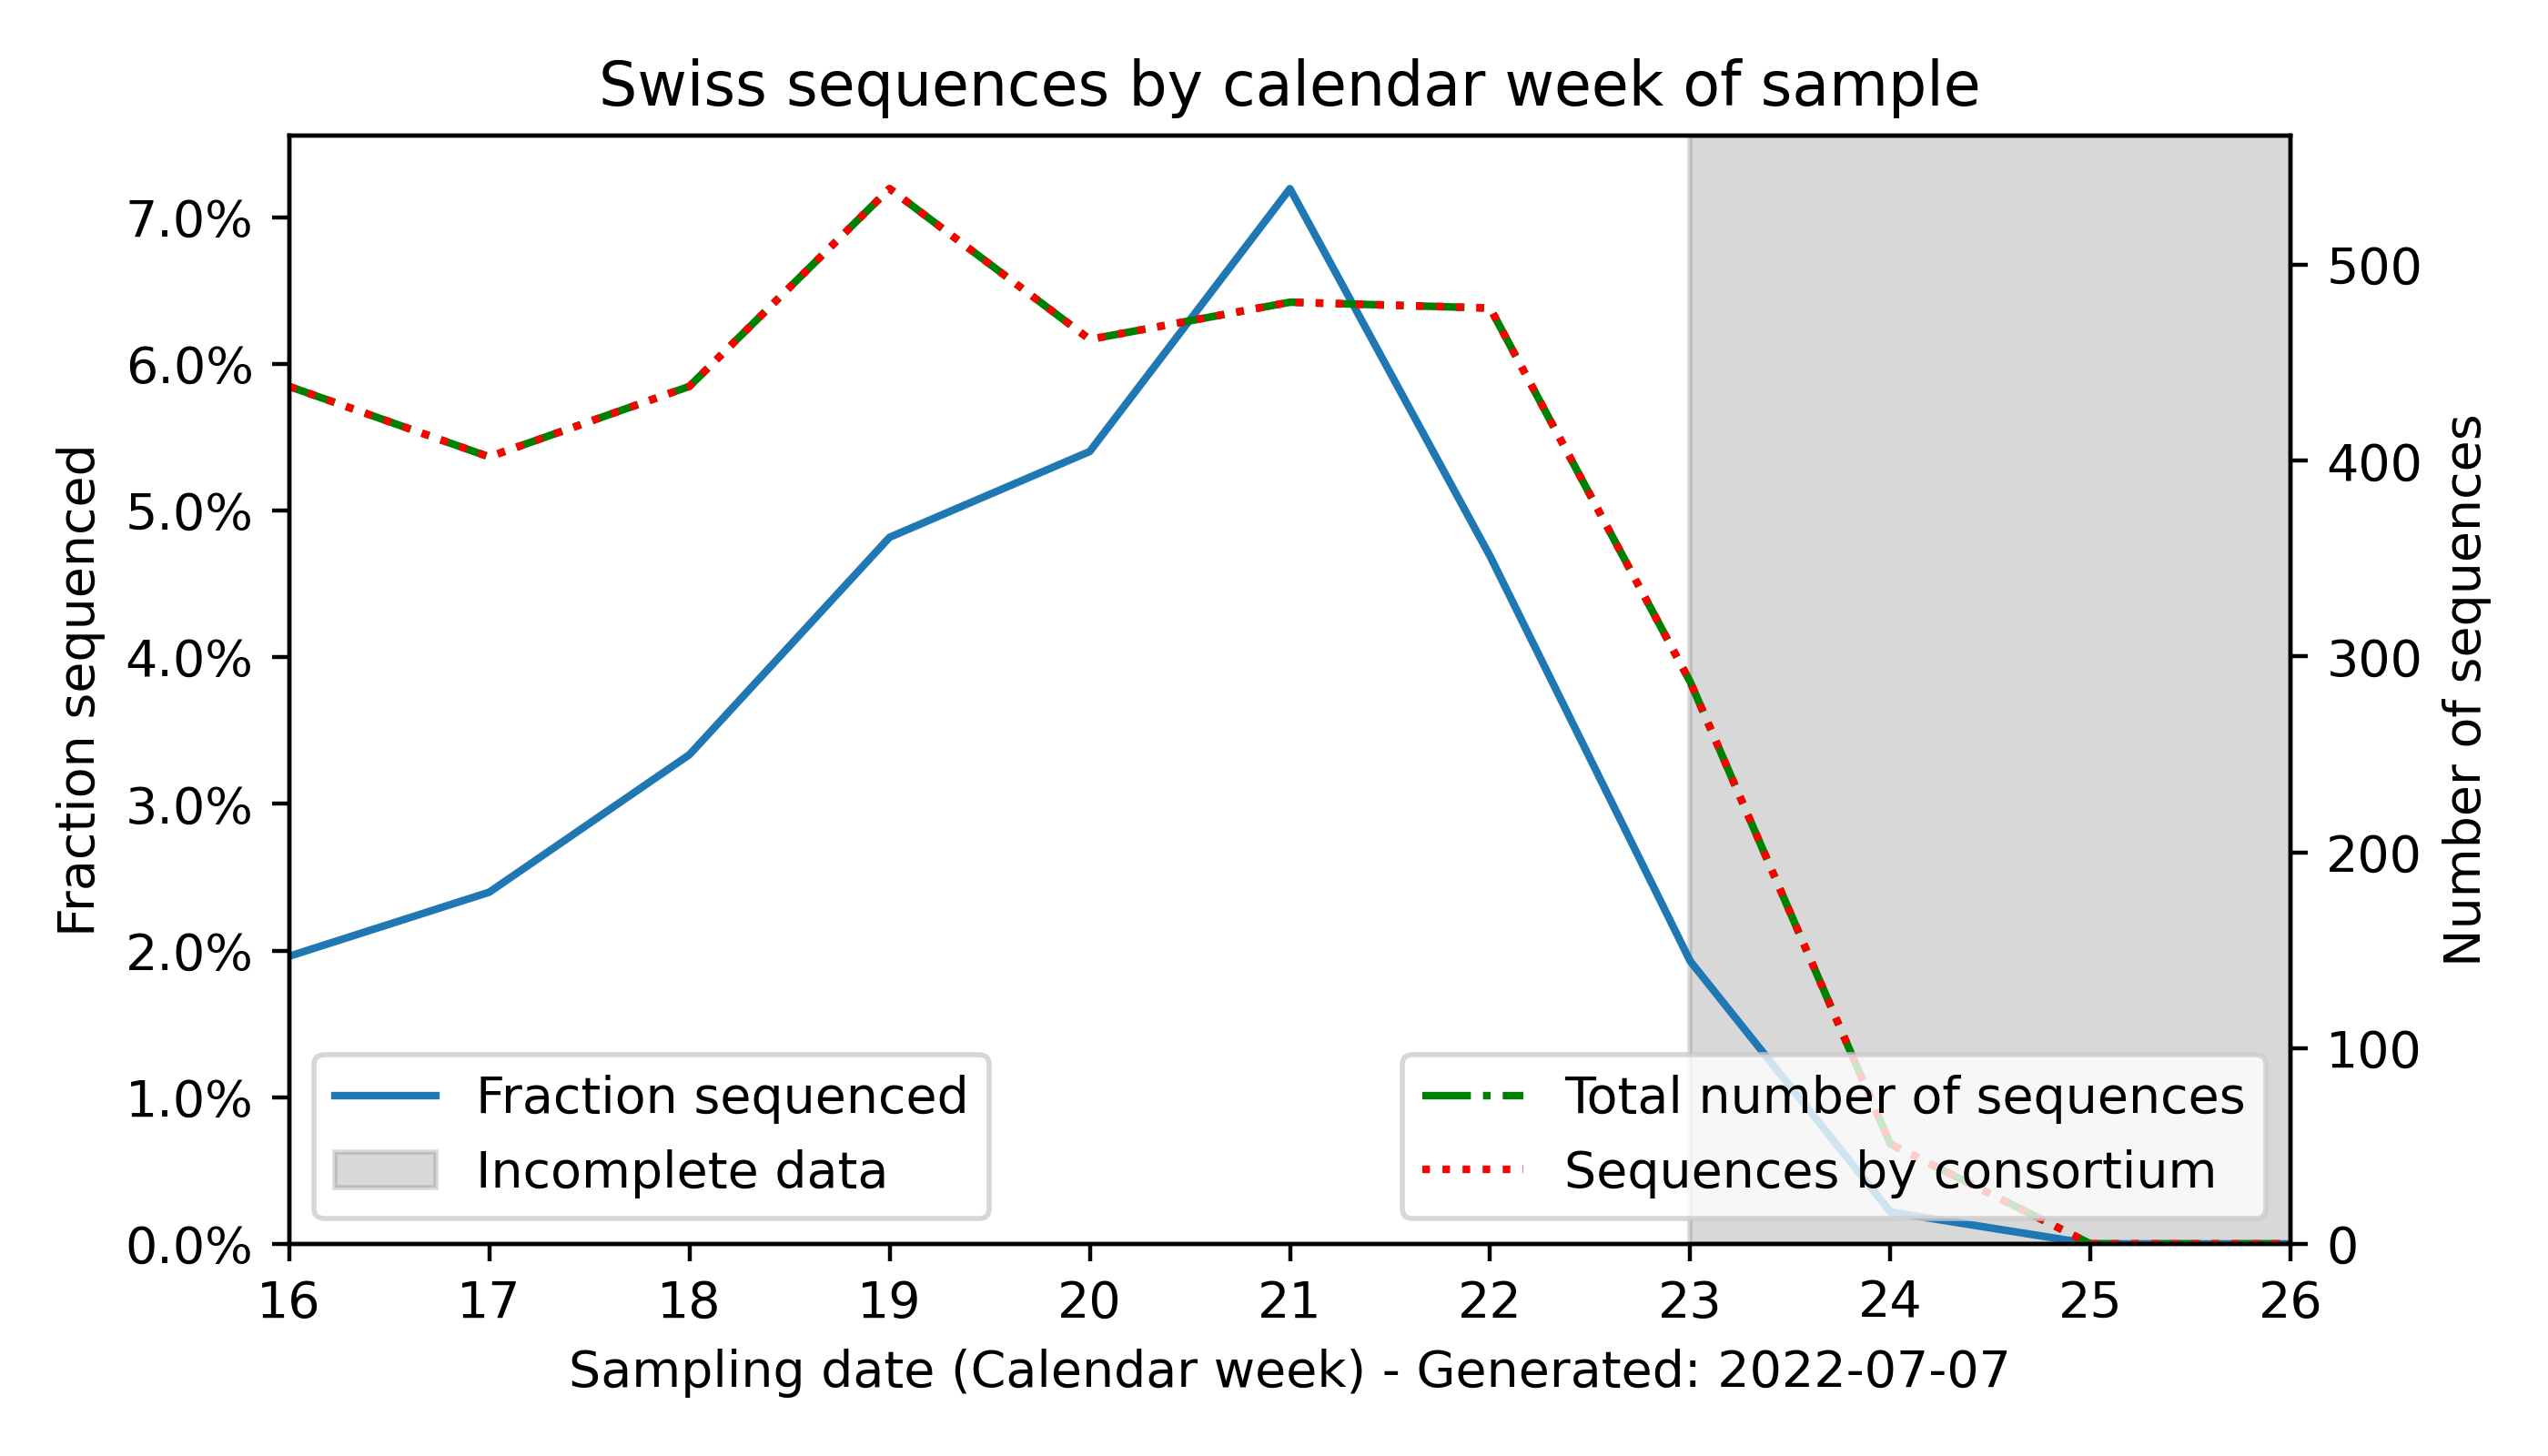 Swiss sequences by calendar week of sample
Fraction sequenced
7.0%
6.0%
5.0%
4.0%
3.0%
2.0%
1.0%
0.0%
500
400
300
200
100
0
Number of sequences
Fraction sequenced
Incomplete data
Total number of sequences
Sequences by consortium
16 17 18 19 20 21 22 23 24 25 26
Sampling date (Calendar week) - Generated: 2022-07-07